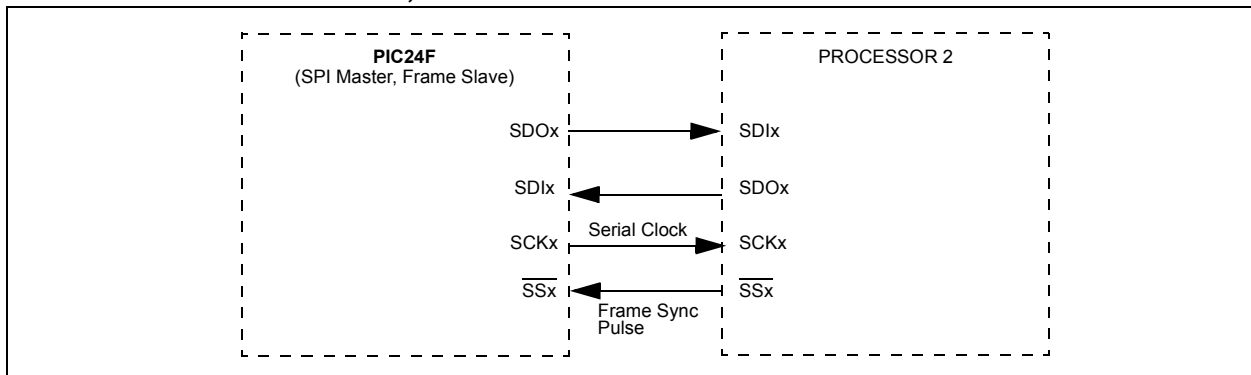 PIC24F
(SPI Master, Frame Slave)
PROCESSOR 2
SDOx
SDIx
SDIx
SDOx
SCKx
Serial Clock
SCKx
SSx
Frame Sync
Pulse
SSx